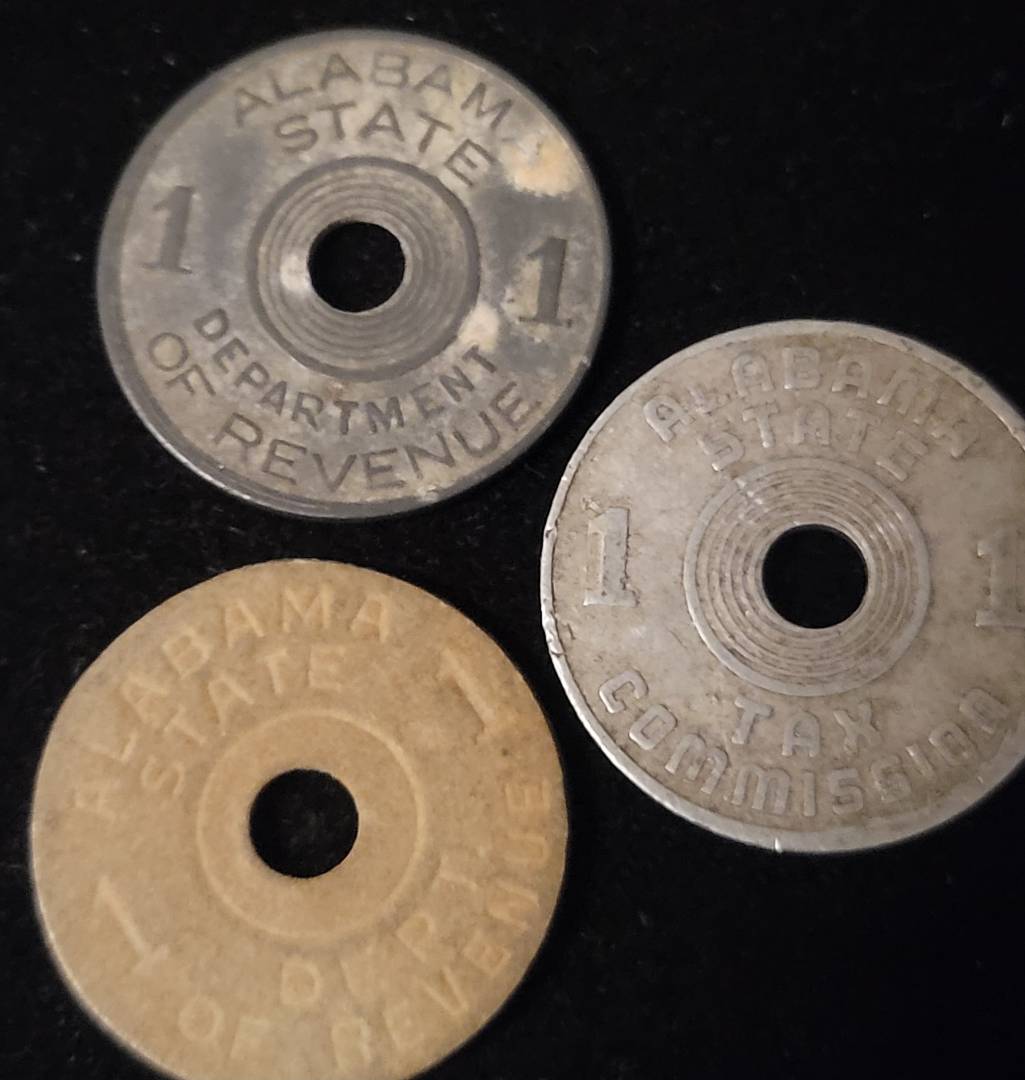 ALABAMA
STATE
1 1
DEPARTMENT
OF REVENUE
ALABAMA
STATE
1 1
TAX
COMMISSION
ALABAMA
STATE
1 1
DEPT
OF REVENUE